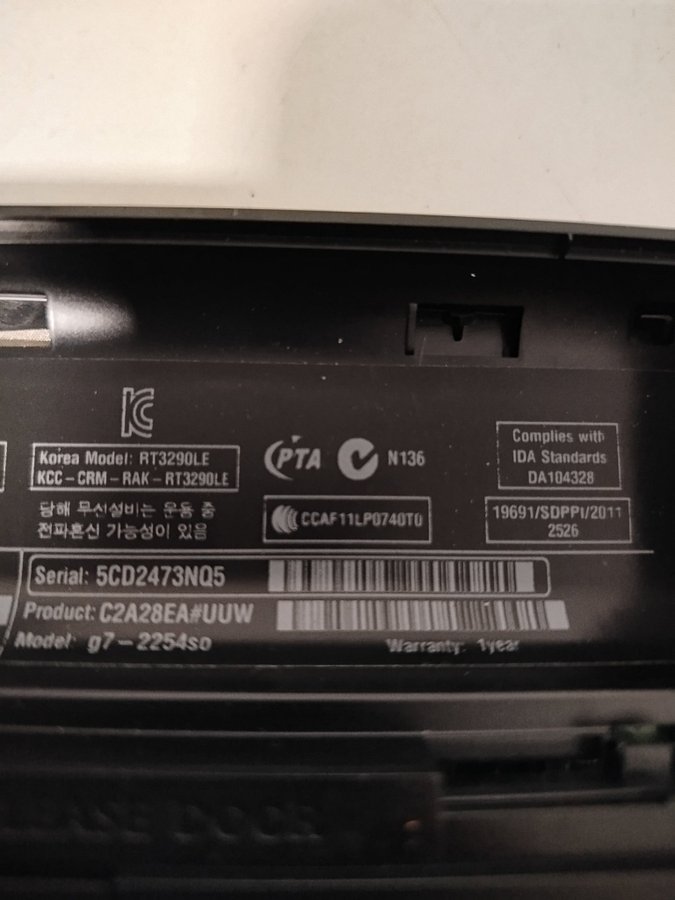 Korea Model: RT3290LE
KCC-CRM-RAK-RT3290LE
당해 무선설비는 운용 중
전파혼신 가능성이 있음
PTA
N136
CCAF11LP0740T0
Complies with
IDA Standards
DA104328
19691/SDPPI/2011
2526
Serial: 5CD2473NQ5
Product: C2A28EA#UUW
Model: g7-2254so
Warranty: 1year
DOOR